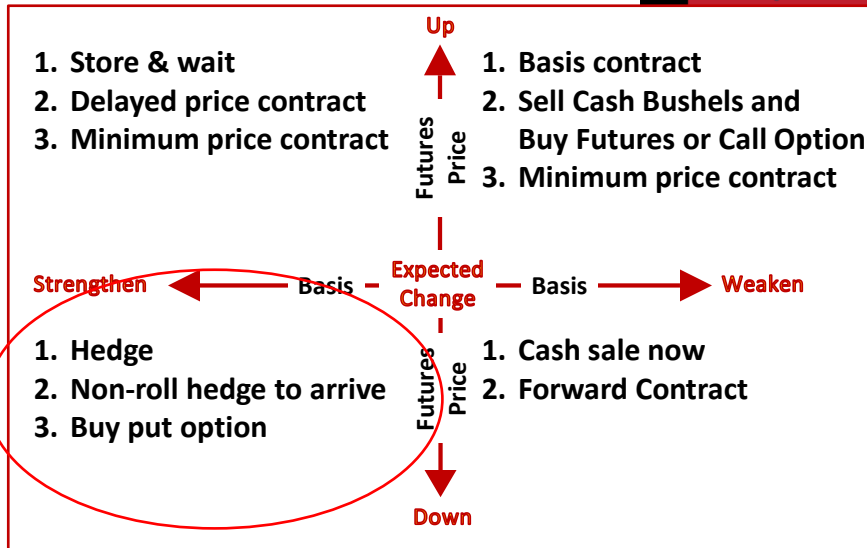 Up
1. Store & wait
2. Delayed price contract
3. Minimum price contract
Futures
Price
1. Basis contract
2. Sell Cash Bushels and
Buy Futures or Call Option
3. Minimum price contract
Strengthen
Basis
Expected
Change
Basis
Weaken
1. Hedge
2. Non-roll hedge to arrive
3. Buy put option
Futures
Price
1. Cash sale now
2. Forward Contract
Down